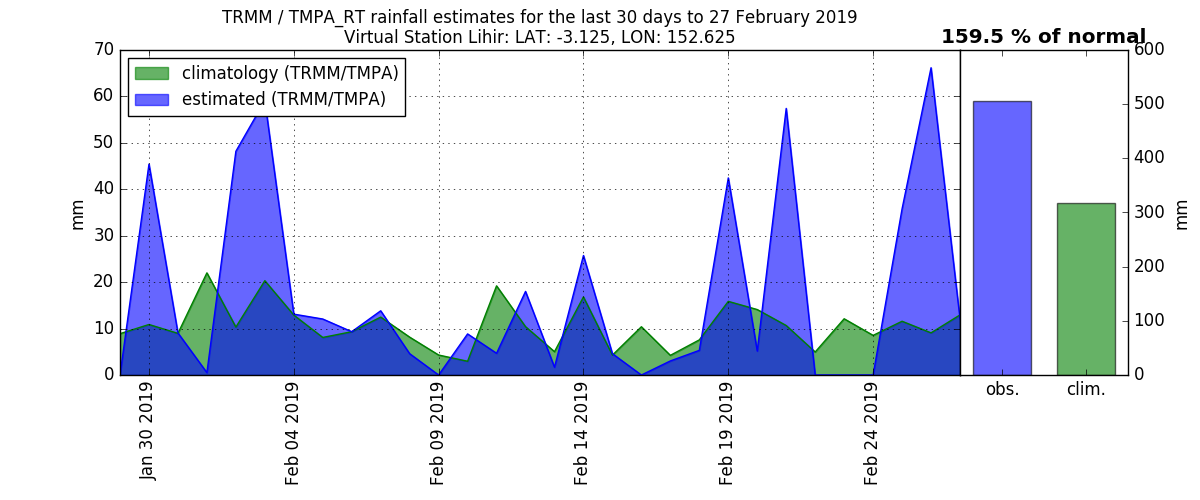 TRMM / TMPA_RT rainfall estimates for the last 30 days to 27 February 2019
Virtual Station Lihir: LAT: -3.125, LON: 152.625
159.5 % of normal
climatology (TRMM/TMPA)
estimated (TRMM/TMPA)
mm
70
60
50
40
30
20
10
0
Jan 30 2019
Feb 04 2019
Feb 09 2019
Feb 14 2019
Feb 19 2019
Feb 24 2019
obs.
clim.
600
500
400
300
200
100
0
mm